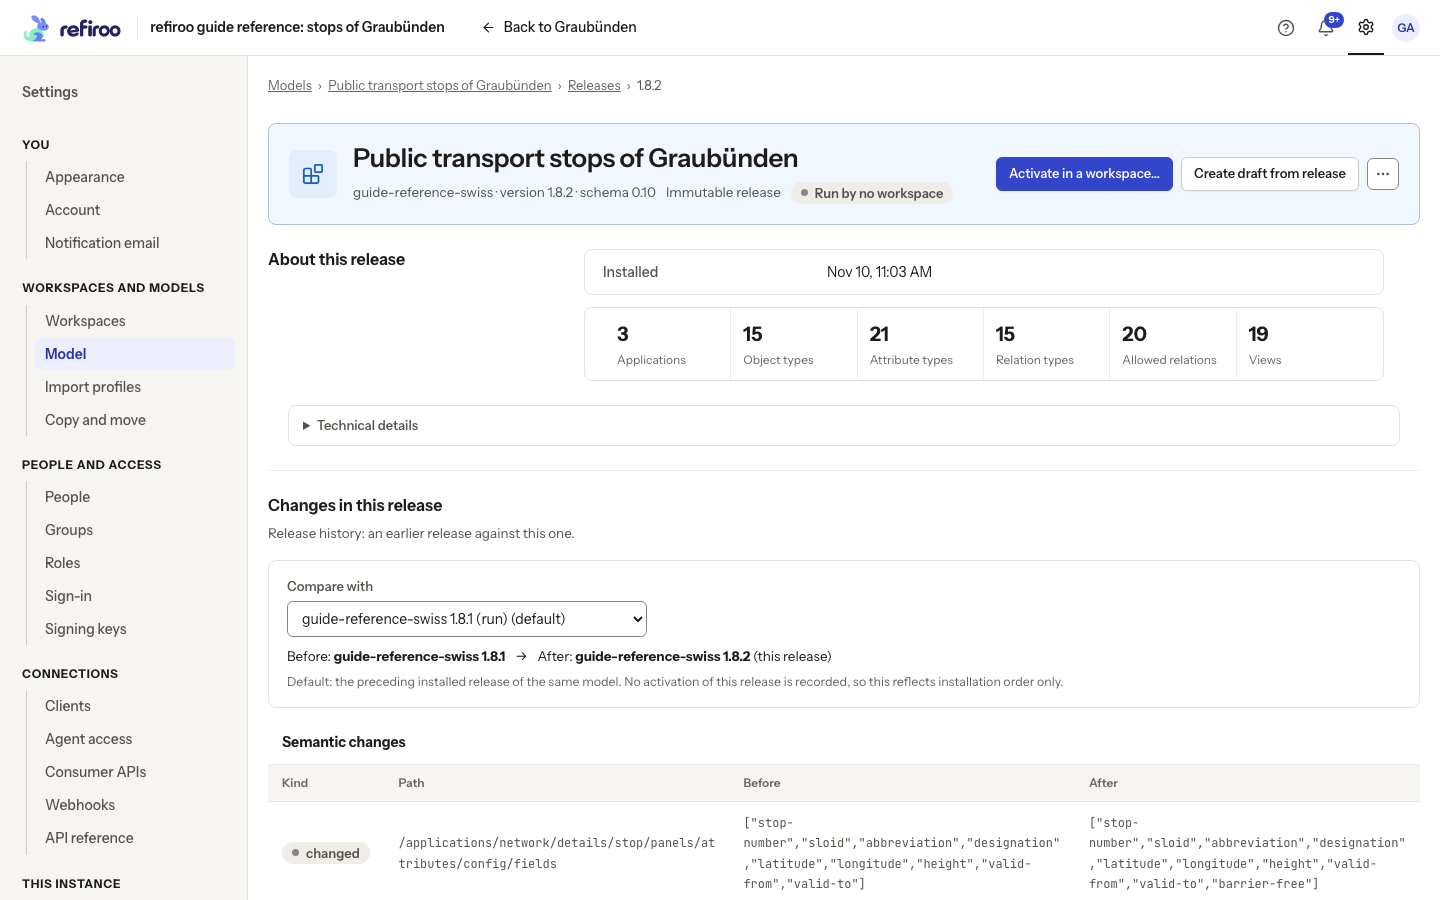 refiroo
refiroo guide reference: stops of Graubünden
← Back to Graubünden
9+
GA
Settings
YOU
Appearance
Account
Notification email
WORKSPACES AND MODELS
Workspaces
Model
Import profiles
Copy and move
PEOPLE AND ACCESS
People
Groups
Roles
Sign-in
Signing keys
CONNECTIONS
Clients
Agent access
Consumer APIs
Webhooks
API reference
THIS INSTANCE
Models › Public transport stops of Graubünden › Releases › 1.8.2
Public transport stops of Graubünden
guide-reference-swiss · version 1.8.2 · schema 0.10 Immutable release Run by no workspace
Activate in a workspace...
Create draft from release
...
About this release
Installed Nov 10, 11:03 AM
3 15 21 15 20 19
Applications Object types Attribute types Relation types Allowed relations Views
Technical details
Changes in this release
Release history: an earlier release against this one.
Compare with
guide-reference-swiss 1.8.1 (run) (default)
Before: guide-reference-swiss 1.8.1 → After: guide-reference-swiss 1.8.2 (this release)
Default: the preceding installed release of the same model. No activation of this release is recorded, so this reflects installation order only.
Semantic changes
Kind Path Before After
changed
/applications/network/details/stop/panels/at
tributes/config/fields
["stop-
number","sloid","abbreviation","designation"
,"latitude","longitude","height","valid-
from","valid-to"]
["stop-
number","sloid","abbreviation","designation"
,"latitude","longitude","height","valid-
from","valid-to","barrier-free"]